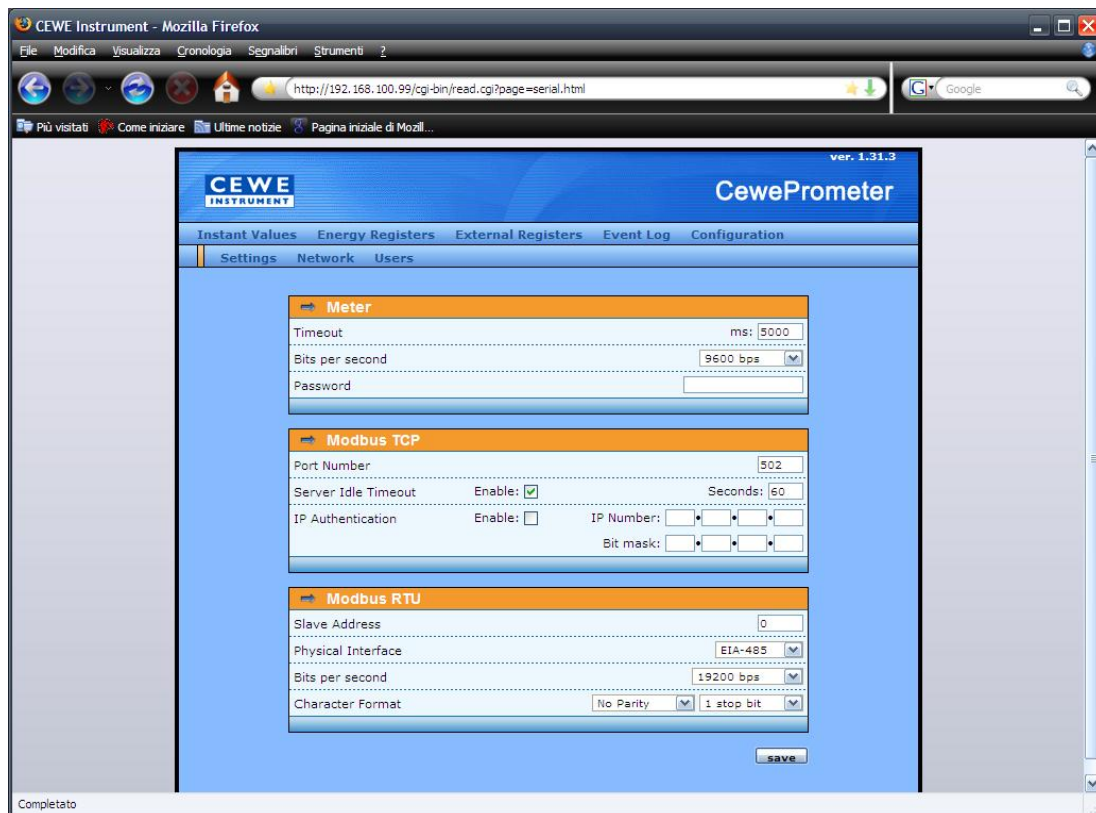 CEWE Instrument - Mozilla Firefox
File Modifica Visualizza Cronologia Segnalibri Strumenti ?
http://192.168.100.99/cgi-bin/read.cgi?page=serial.html
G Google
Più visitati Come iniziare Ultime notizie Pagina iniziale di Mozill...
ver. 1.31.3
CEWE
INSTRUMENT
CewePrometer
Instant Values Energy Registers External Registers Event Log Configuration
Settings Network Users
Meter
Timeout ms: 5000
Bits per second 9600 bps
Password
Modbus TCP
Port Number 502
Server Idle Timeout Enable: Seconds: 60
IP Authentication Enable: IP Number:
Bit mask:
Modbus RTU
Slave Address 0
Physical Interface EIA-485
Bits per second 19200 bps
Character Format No Parity 1 stop bit
save
Completato